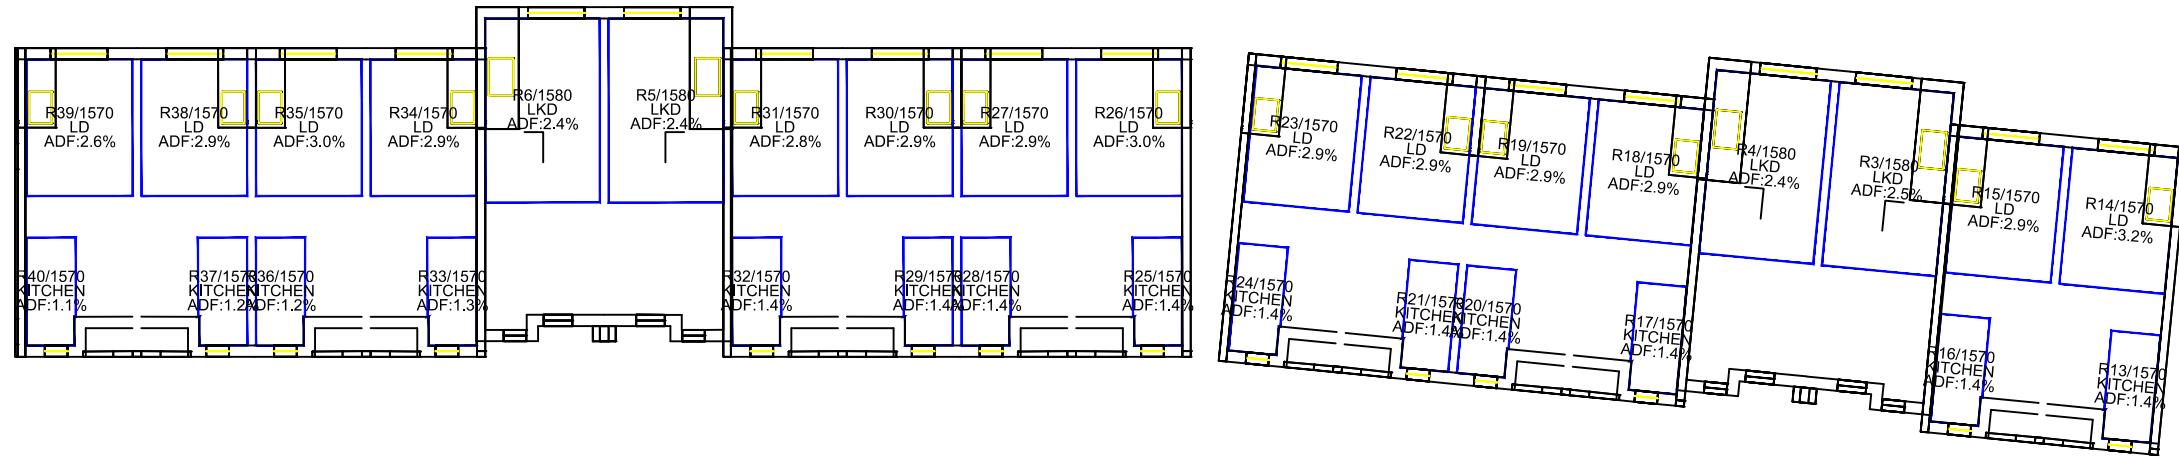 R39/1570
LD
ADF:2.6%
R38/1570
LD
ADF:2.9%
R35/1570
LD
ADF:3.0%
R34/1570
LD
ADF:2.9%
R6/1580
LKD
ADF:2.4%
R5/1580
LKD
ADF:2.4%
R31/1570
LD
ADF:2.8%
R30/1570
LD
ADF:2.9%
R27/1570
LD
ADF:2.9%
R26/1570
LD
ADF:3.0%
R23/1570
LD
ADF:2.9%
R22/1570
LD
ADF:2.9%
R19/1570
LD
ADF:2.9%
R18/1570
LD
ADF:2.9%
R4/1580
LKD
ADF:2.4%
R3/1580
LKD
ADF:2.5%
R15/1570
LD
ADF:2.9%
R14/1570
LD
ADF:3.2%
R40/1570
KITCHEN
ADF:1.1%
R37/1570
KITCHEN
ADF:1.2%
R36/1570
KITCHEN
ADF:1.2%
R33/1570
KITCHEN
ADF:1.3%
R32/1570
KITCHEN
ADF:1.4%
R29/1570
KITCHEN
ADF:1.4%
R28/1570
KITCHEN
ADF:1.4%
R25/1570
KITCHEN
ADF:1.4%
R24/1570
KITCHEN
ADF:1.4%
R21/1570
KITCHEN
ADF:1.4%
R20/1570
KITCHEN
ADF:1.4%
R17/1570
KITCHEN
ADF:1.4%
R16/1570
KITCHEN
ADF:1.4%
R13/1570
KITCHEN
ADF:1.4%